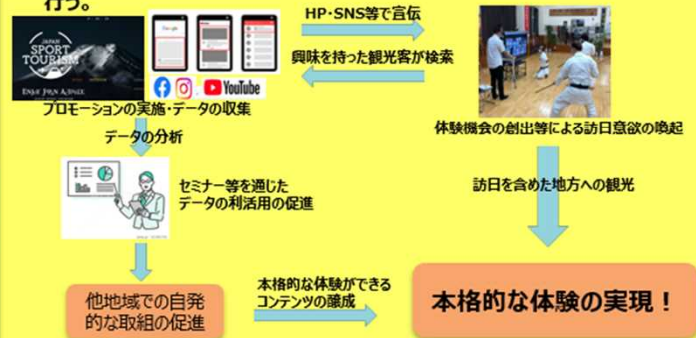 行う。
JAPAN
SPORT
TOURISM
Google
YouTube
プロモーションの実施・データの収集
HP・SNS等で宣伝
興味を持った観光客が検索
体験機会の創出等による訪日意欲の喚起
データの分析
セミナー等を通じた
データの利活用の促進
訪日を含めた地方への観光
他地域での自発
的な取組の促進
本格的な体験ができる
コンテンツの醸成
本格的な体験の実現！